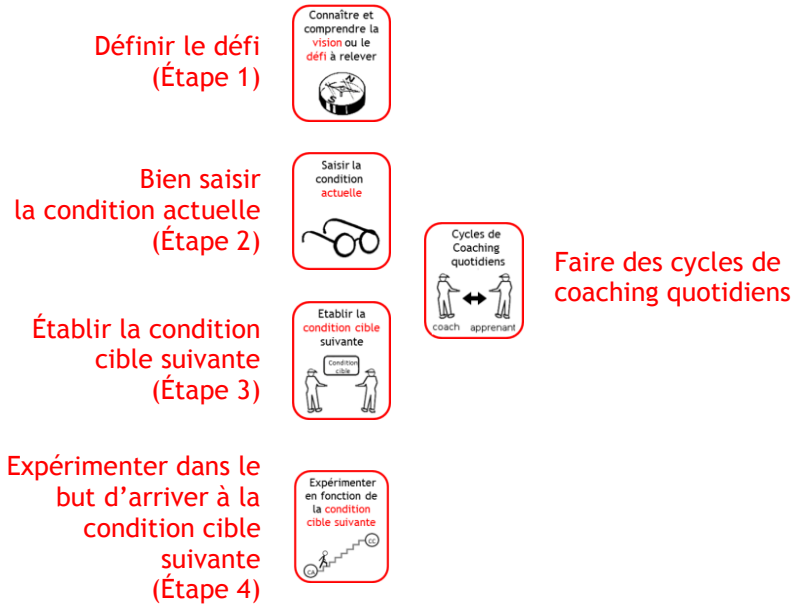 Définir le défi
(Étape 1)
Connaître et
comprendre la
vision ou le
défi à relever
N
S
Bien saisir
la condition actuelle
(Étape 2)
Saisir la
condition
actuelle
Établir la condition
cible suivante
(Étape 3)
Etablir la
condition cible
suivante
Condition
cible
Cycles de
Coaching
quotidiens
coach apprenant
Faire des cycles de
coaching quotidiens
Expérimenter dans le
but d’arriver à la
condition cible
suivante
(Étape 4)
Expérimenter
en fonction de
la condition
cible suivante
CC
CA